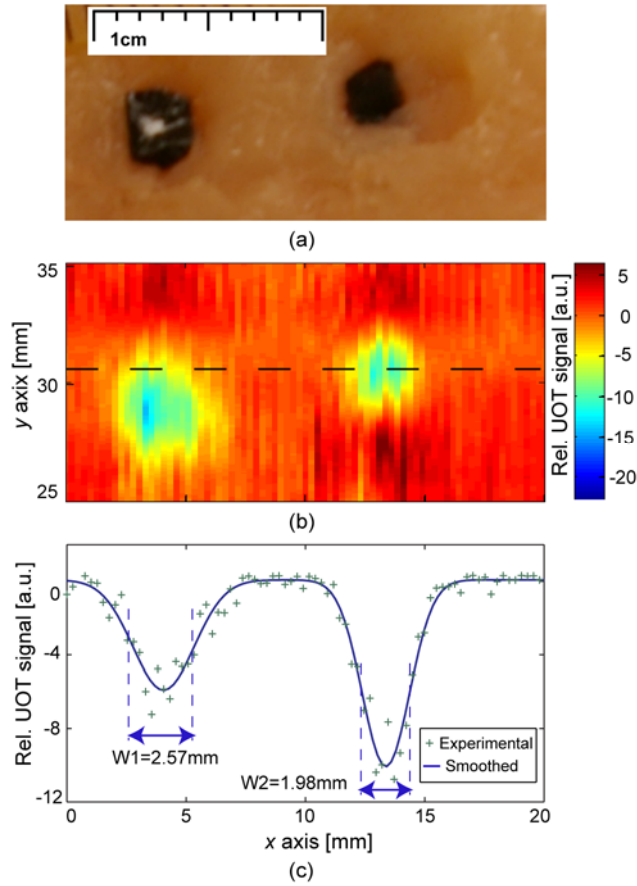 1cm
(a)
35
30
25
y axis [mm]
5
0
-5
-10
-15
-20
Rel. UOT signal [a.u.]
(b)
0
-4
-8
-12
Rel. UOT signal [a.u.]
W1=2.57mm
W2=1.98mm
Experimental
Smoothed
0 5 10 15 20
x axis [mm]
(c)